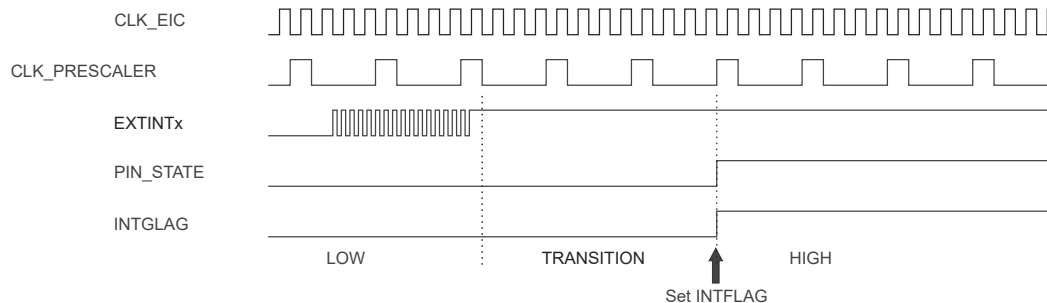 CLK_EIC
CLK_PRESCALER
EXTINTx
PIN_STATE
INTGLAG
LOW TRANSITION HIGH
Set INTFLAG